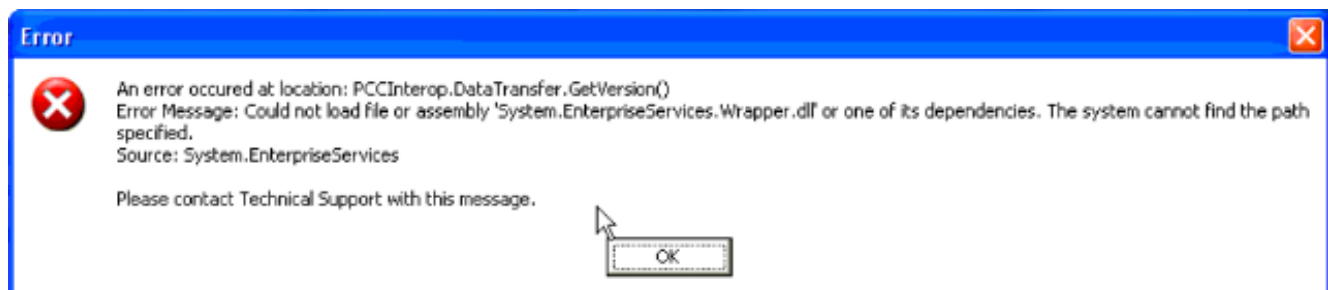 Error
An error occured at location: PCCInterop.DataTransfer.GetVersion()
Error Message: Could not load file or assembly 'System.EnterpriseServices.Wrapper.dll' or one of its dependencies. The system cannot find the path
specified.
Source: System.EnterpriseServices
Please contact Technical Support with this message.
OK